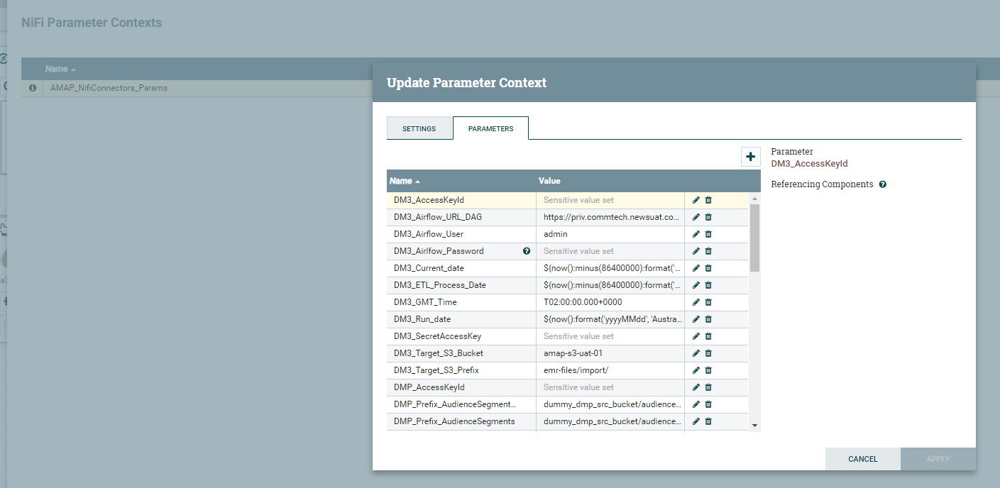 NiFi Parameter Contexts
Name
AMAP_NifiConnectors_Params
Update Parameter Context
SETTINGS
PARAMETERS
Parameter
DM3_AccessKeyId
Referencing Components
Name Value
DM3_AccessKeyId Sensitive value set
DM3_Airflow_URL_DAG https://priv.commtech.newsuat.co...
DM3_Airflow_User admin
DM3_Airlfow_Password Sensitive value set
DM3_Current_date ${now():minus(86400000):format('...
DM3_ETL_Process_Date ${now():minus(86400000):format('...
DM3_GMT_Time T02:00:00.000+0000
DM3_Run_date ${now():format('yyyyMMdd', 'Austra...
DM3_SecretAccessKey Sensitive value set
DM3_Target_S3_Bucket amap-s3-uat-01
DM3_Target_S3_Prefix emr-files/import/
DMP_AccessKeyId Sensitive value set
DMP_Prefix_AudienceSegment... dummy_dmp_src_bucket/audience...
DMP_Prefix_AudienceSegments dummy_dmp_src_bucket/audience...
CANCEL
APPLY